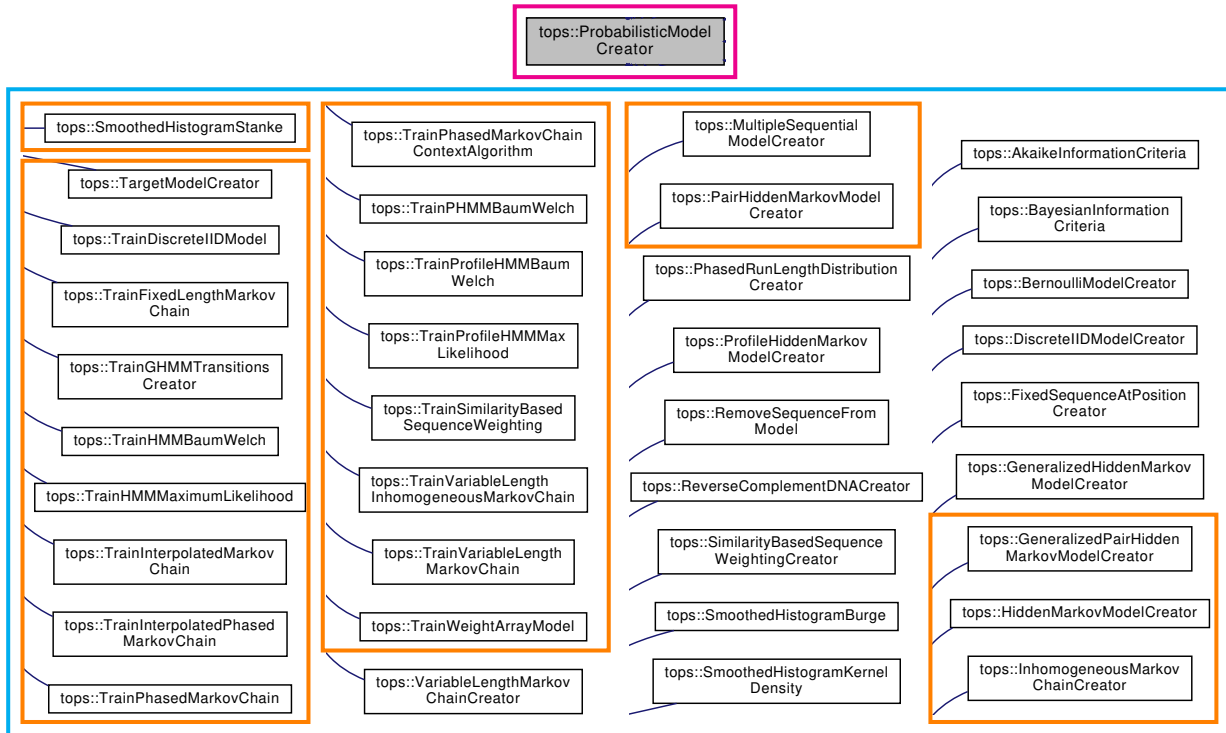 tops::ProbabilisticModel
Creator
tops::SmoothedHistogramStanke
tops::TargetModelCreator
tops::TrainDiscreteIIDModel
tops::TrainFixedLengthMarkov
Chain
tops::TrainGHMMTransitions
Creator
tops::TrainHMMBaumWelch
tops::TrainHMMMaximumLikelihood
tops::TrainInterpolatedMarkov
Chain
tops::TrainInterpolatedPhased
MarkovChain
tops::TrainPhasedMarkovChain
tops::TrainPhasedMarkovChain
ContextAlgorithm
tops::TrainPHMMBaumWelch
tops::TrainProfileHMMBaum
Welch
tops::TrainProfileHMMMax
Likelihood
tops::TrainSimilarityBased
SequenceWeighting
tops::TrainVariableLength
InhomogeneousMarkovChain
tops::TrainVariableLength
MarkovChain
tops::TrainWeightArrayModel
tops::VariableLengthMarkov
ChainCreator
tops::MultipleSequential
ModelCreator
tops::PairHiddenMarkovModel
Creator
tops::PhasedRunLengthDistribution
Creator
tops::ProfileHiddenMarkov
ModelCreator
tops::RemoveSequenceFrom
Model
tops::ReverseComplementDNACreator
tops::SimilarityBasedSequence
WeightingCreator
tops::SmoothedHistogramBurge
tops::SmoothedHistogramKernel
Density
tops::AkaikeInformationCriteria
tops::BayesianInformation
Criteria
tops::BernoulliModelCreator
tops::DiscreteIIDModelCreator
tops::FixedSequenceAtPosition
Creator
tops::GeneralizedHiddenMarkov
ModelCreator
tops::GeneralizedPairHidden
MarkovModelCreator
tops::HiddenMarkovModelCreator
tops::InhomogeneousMarkov
ChainCreator